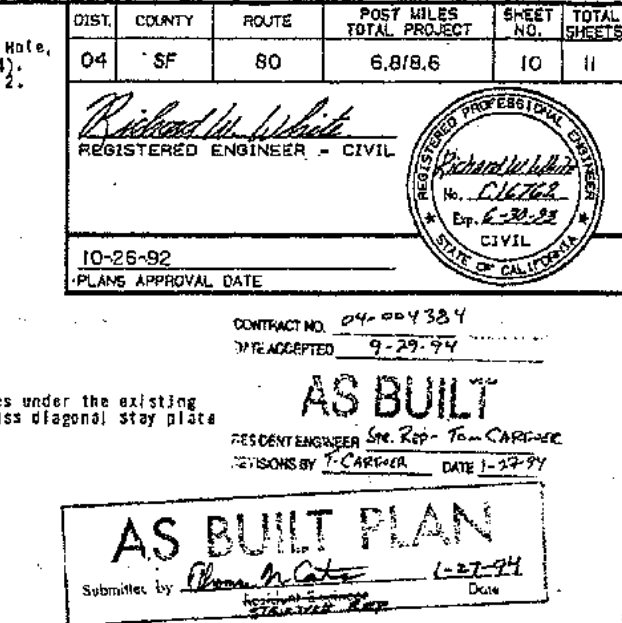 Note,
4).
2.
DIST. COUNTY ROUTE POST MILES TOTAL PROJECT SHEET NO. TOTAL SHEETS
04 SF 80 6.8/8.6 10 11
Richard W. White
REGISTERED ENGINEER - CIVIL
REGISTERED PROFESSIONAL ENGINEER
Richard W White
No. C16762
Exp. 6-30-93
CIVIL
STATE OF CALIFORNIA
10-26-92
PLANS APPROVAL DATE
CONTRACT NO. 04-004384
DATE ACCEPTED 9-29-94
es under the existing
ss diagonal stay plate
AS BUILT
RESIDENT ENGINEER Str. Rep - Tom
REVISIONS BY DATE 1-27-94
AS BUILT PLAN
Submitted by 1-27-94
Resident Engineer Date
STRUCTURE REP